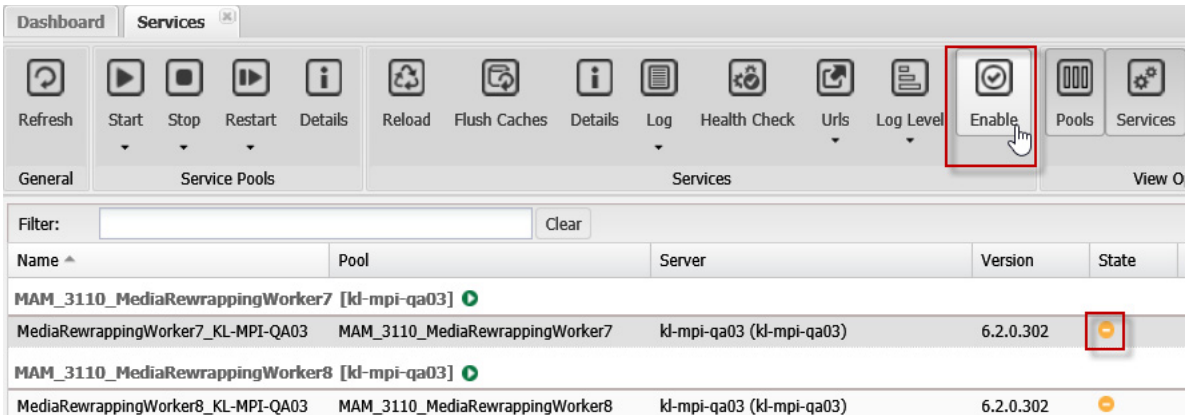 Dashboard Services
Refresh Start Stop Restart Details Reload Flush Caches Details Log Health Check Urls Log Level Enable Pools Services
General Service Pools Services View O
Filter: Clear
Name Pool Server Version State
MAM_3110_MediaRewrappingWorker7 [kl-mpi-qa03]
MediaRewrappingWorker7_KL-MPI-QA03 MAM_3110_MediaRewrappingWorker7 kl-mpi-qa03 (kl-mpi-qa03) 6.2.0.302
MAM_3110_MediaRewrappingWorker8 [kl-mpi-qa03]
MediaRewrappingWorker8_KL-MPI-QA03 MAM_3110_MediaRewrappingWorker8 kl-mpi-qa03 (kl-mpi-qa03) 6.2.0.302